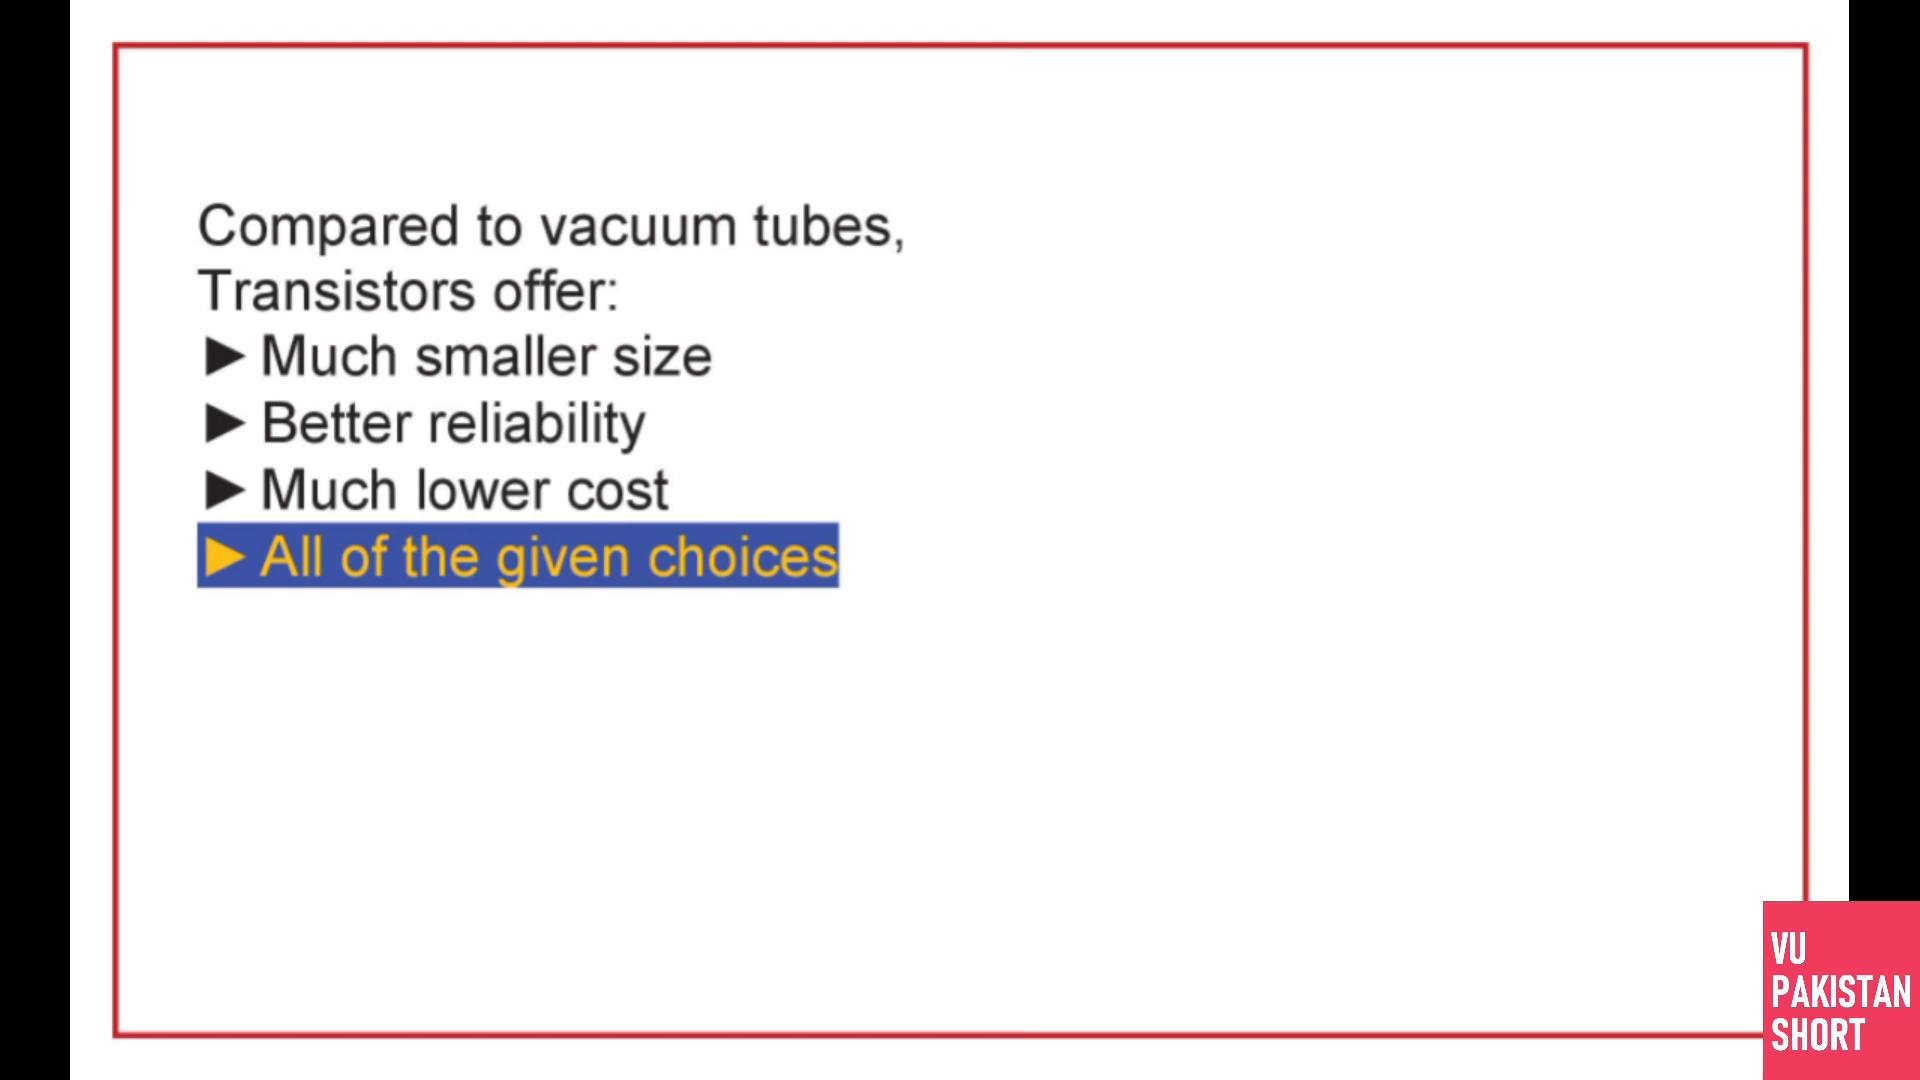 Compared to vacuum tubes,
Transistors offer:
► Much smaller size
► Better reliability
► Much lower cost
► All of the given choices
VU
PAKISTAN
SHORT